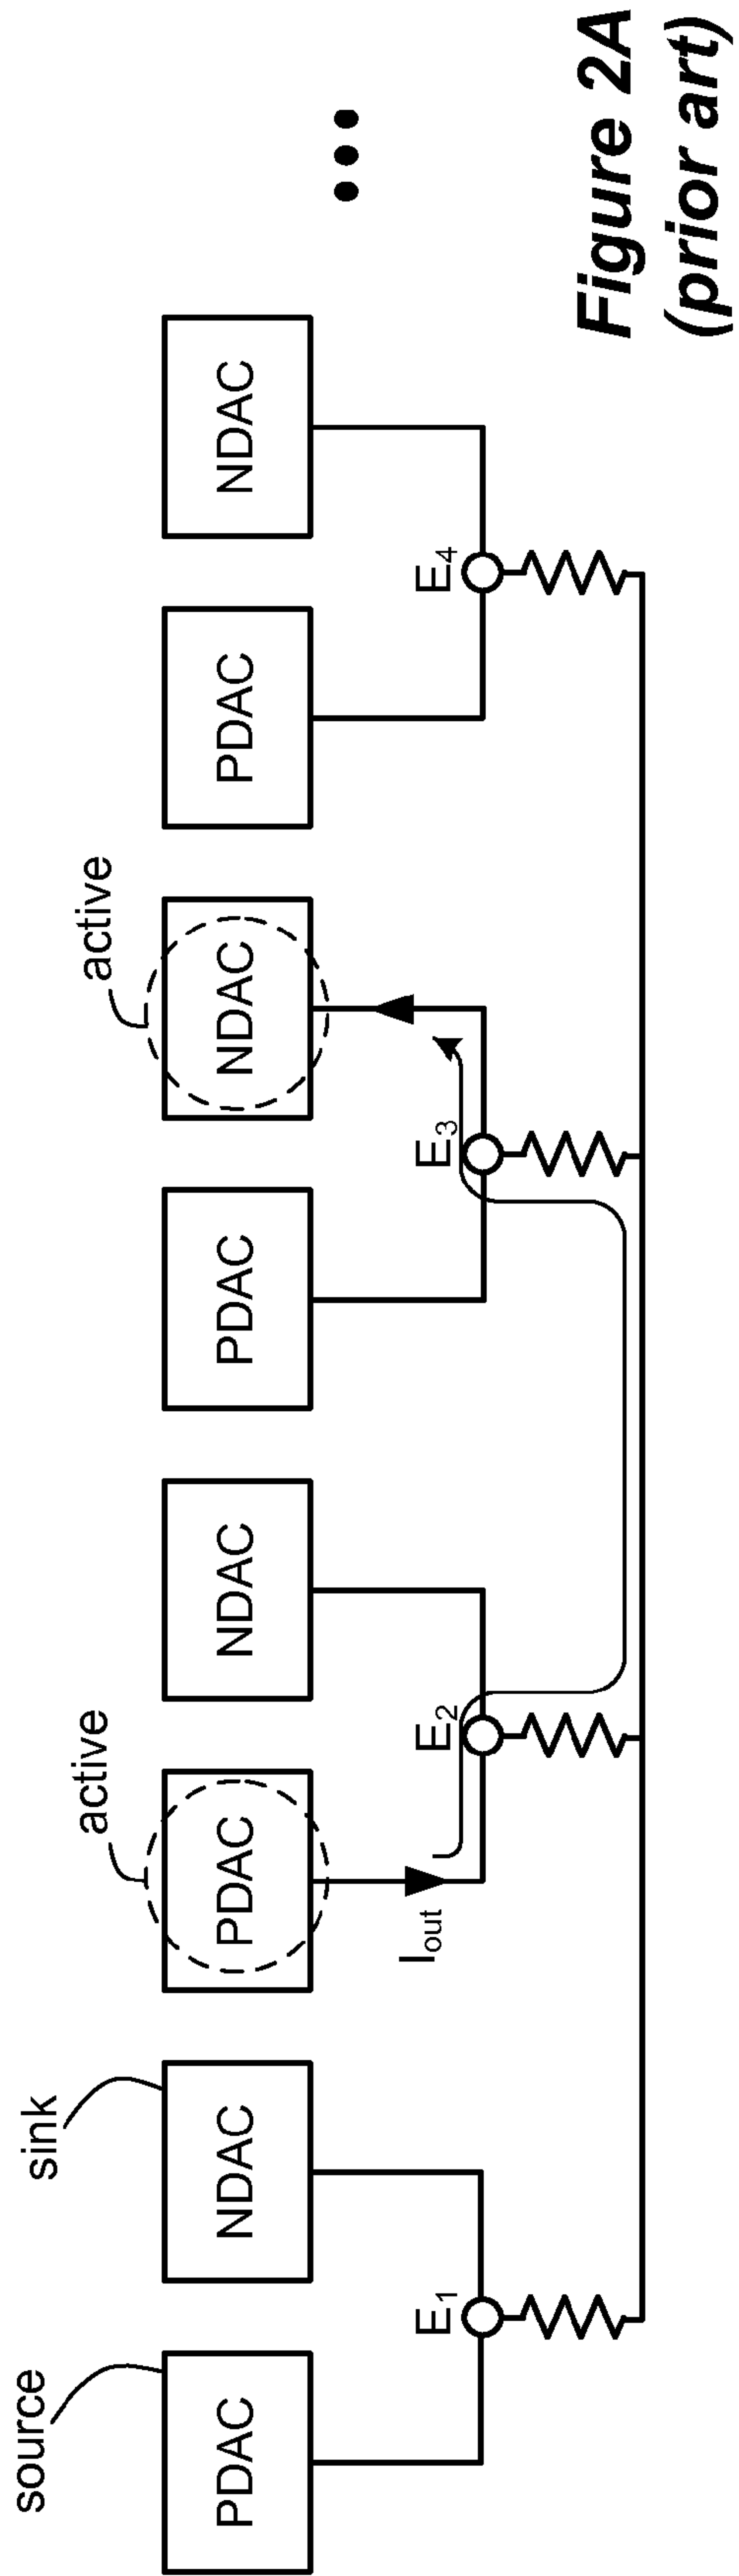 source
sink
active
active
PDAC
NDAC
PDAC
NDAC
PDAC
NDAC
PDAC
NDAC
Iout
E1
E2
E3
E4
Figure 2A
(prior art)